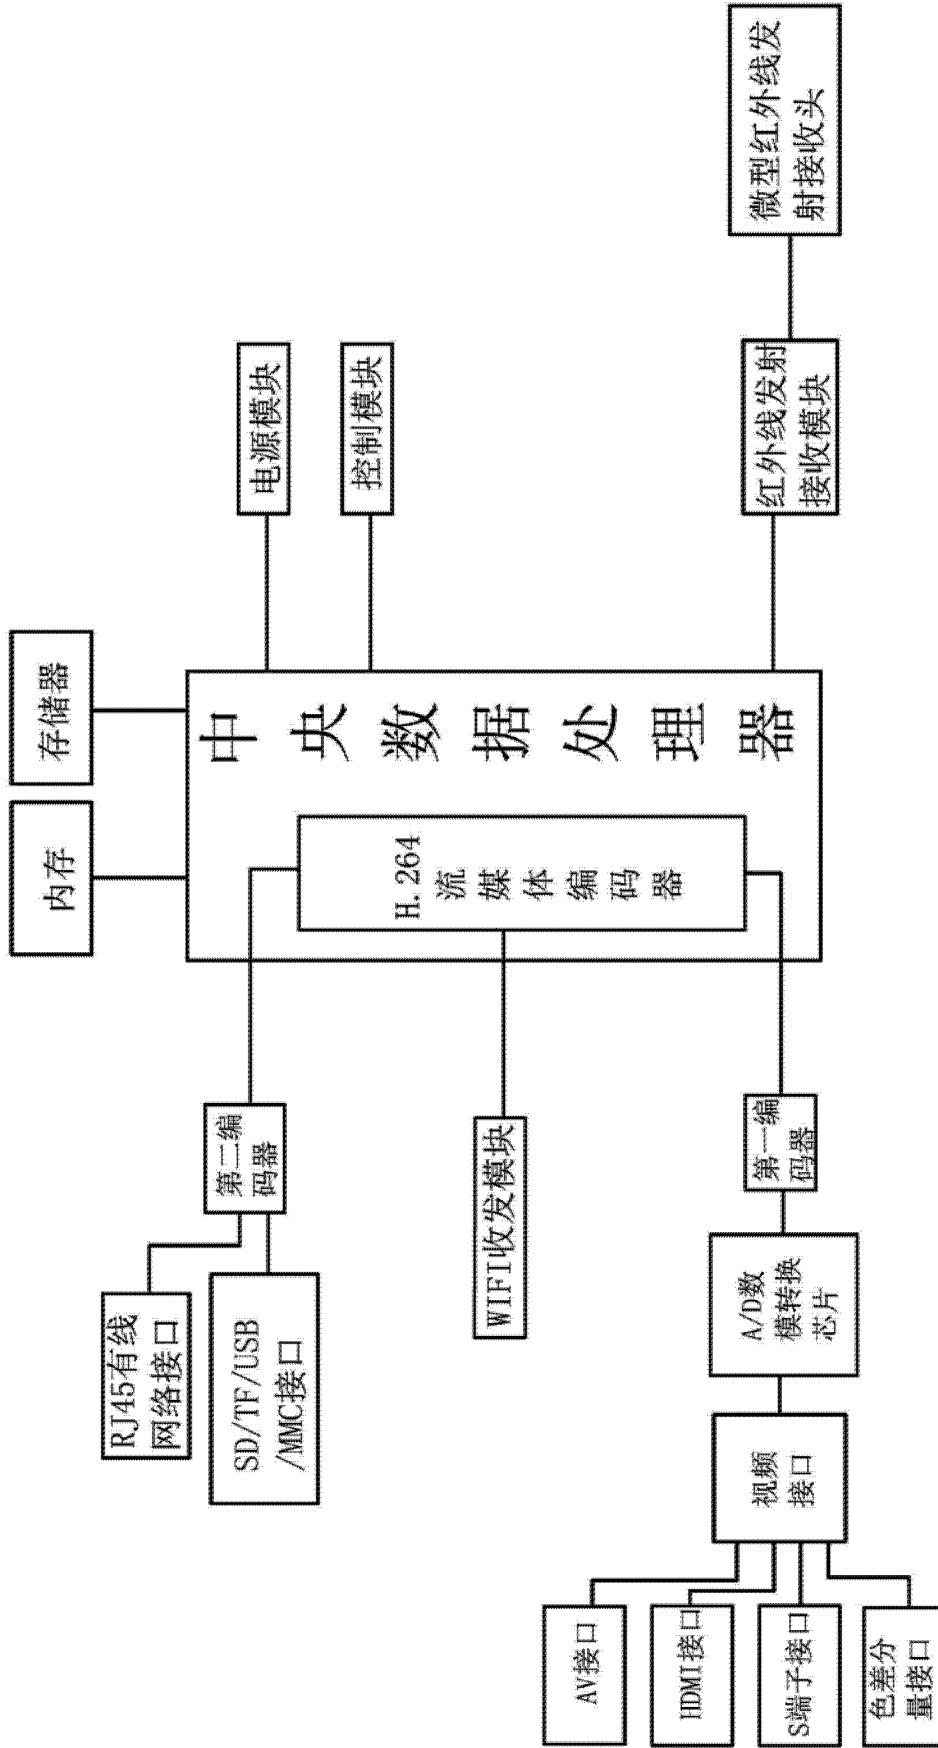 内存
存储器
RJ45有线
网络接口
SD/TF/USB
/MMC接口
第二编
码器
电源模块
控制模块
中央数据处理器
H.264
流媒体编码器
WIFI收发模块
AV接口
HDMI接口
S端子接口
色差分
量接口
视频
接口
A/D数
模转换
芯片
第一编
码器
红外线发射
接收模块
微型红外线发
射接收头